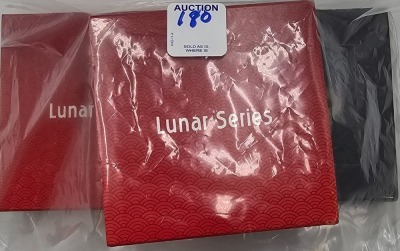 AUCTION
180
SOLD AS IS,
WHERE IS
Lunar
Lunar Series